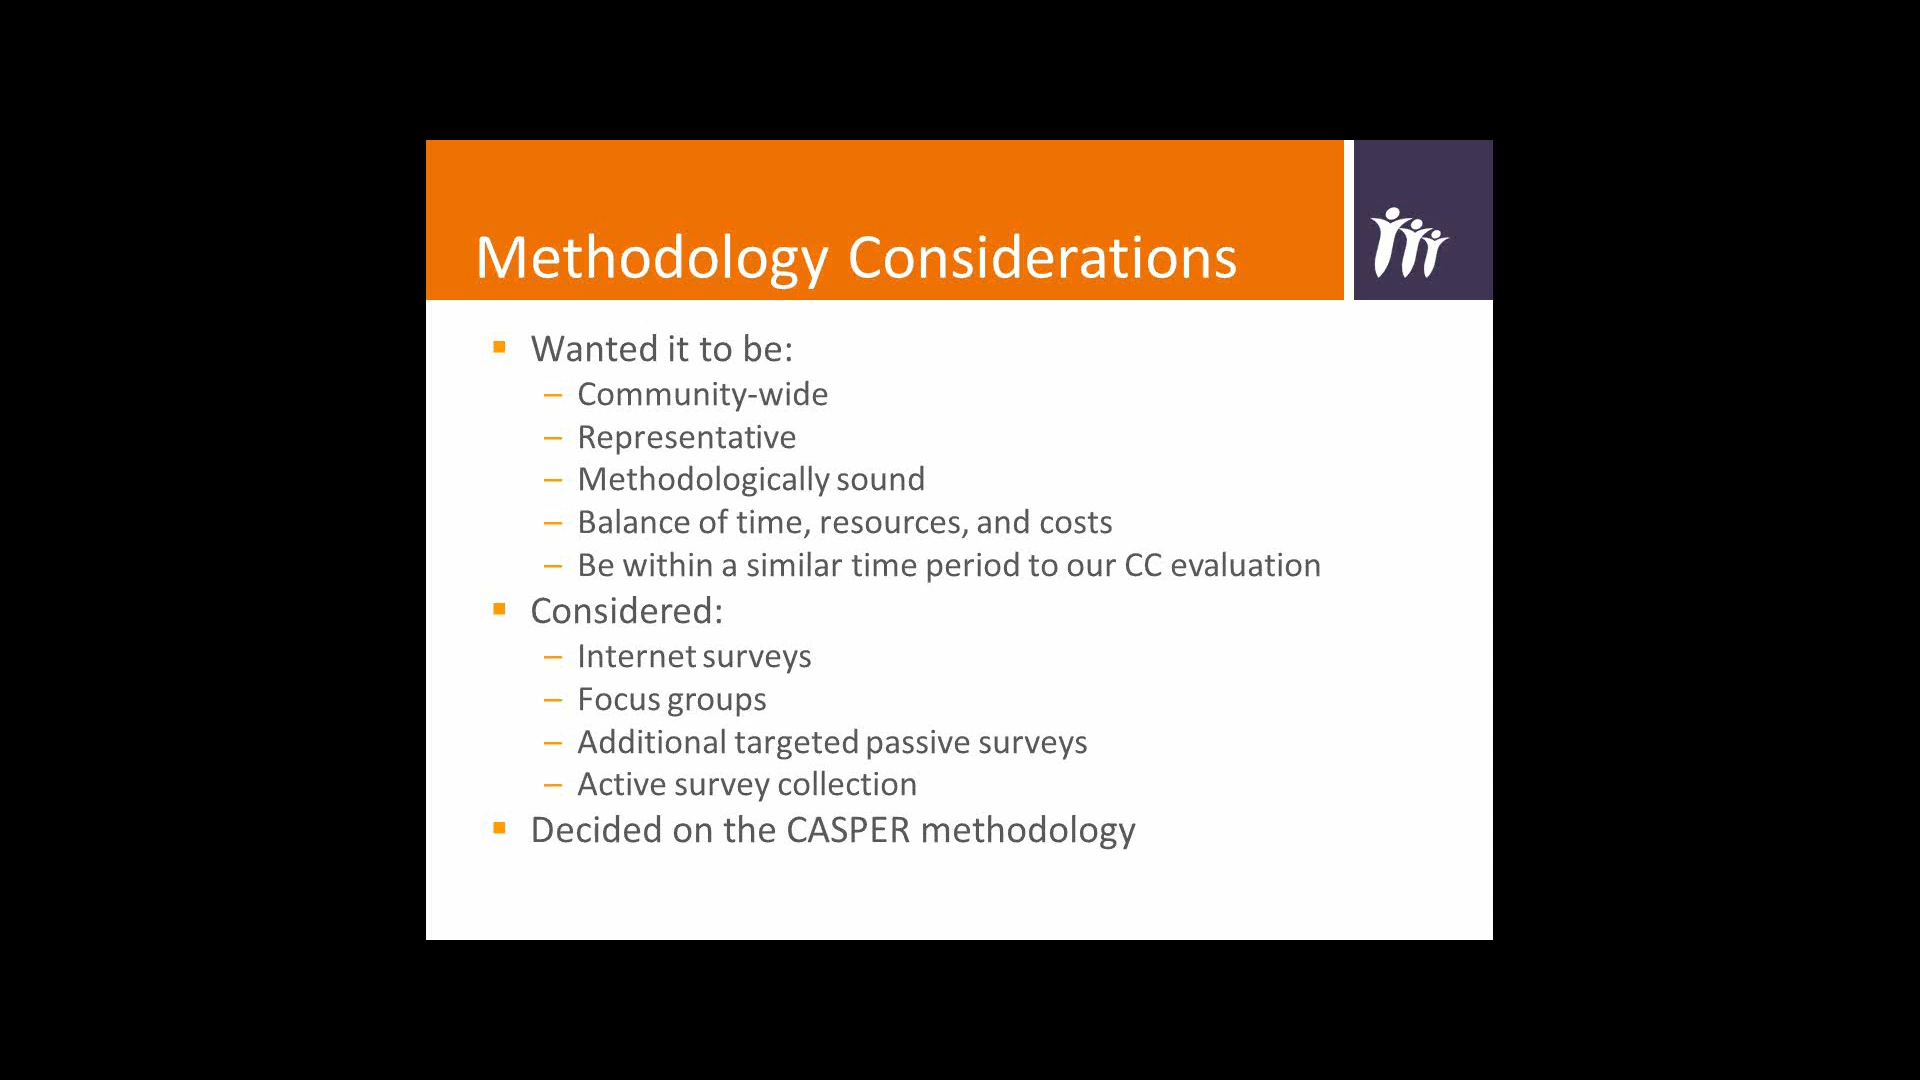 Methodology Considerations
▪ Wanted it to be:
– Community-wide
– Representative
– Methodologically sound
– Balance of time, resources, and costs
– Be within a similar time period to our CC evaluation
▪ Considered:
– Internet surveys
– Focus groups
– Additional targeted passive surveys
– Active survey collection
▪ Decided on the CASPER methodology